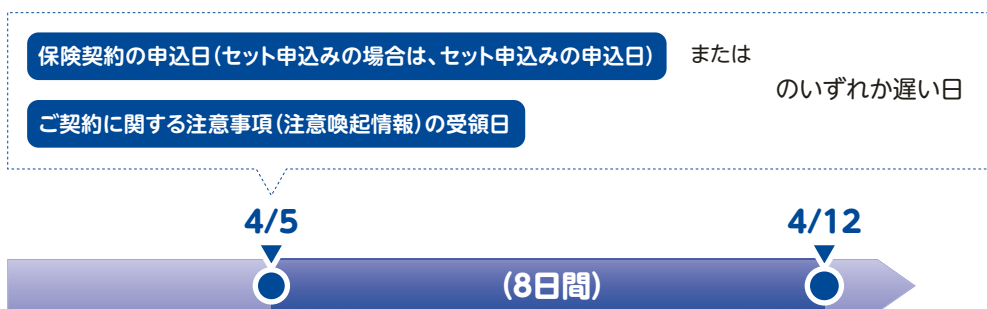 保険契約の申込日(セット申込みの場合は、セット申込みの申込日)
または
のいずれか遅い日
ご契約に関する注意事項(注意喚起情報)の受領日
4/5
4/12
(8日間)